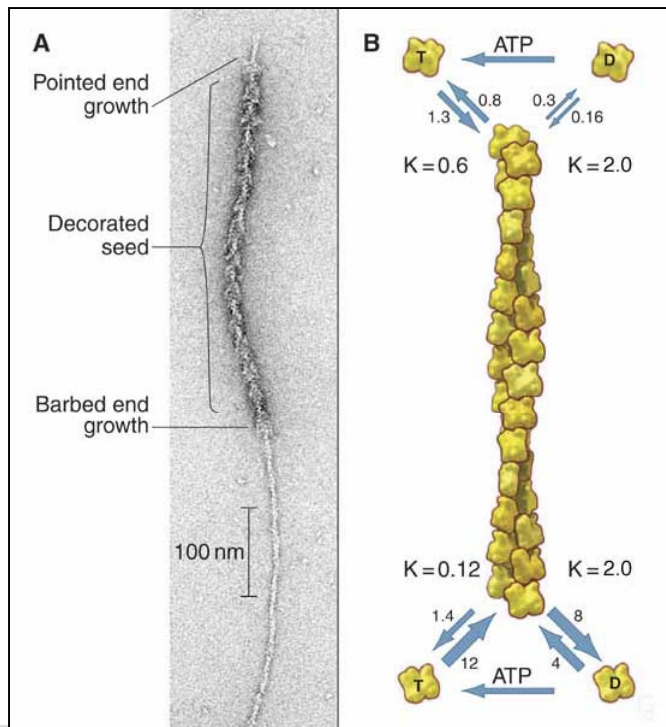 A
Pointed end
growth
Decorated
seed
Barbed end
growth
100 nm
B
T
ATP
D
1.3
0.8
0.3
0.16
K = 0.6
K = 2.0
K = 0.12
K = 2.0
1.4
12
8
4
T
ATP
D